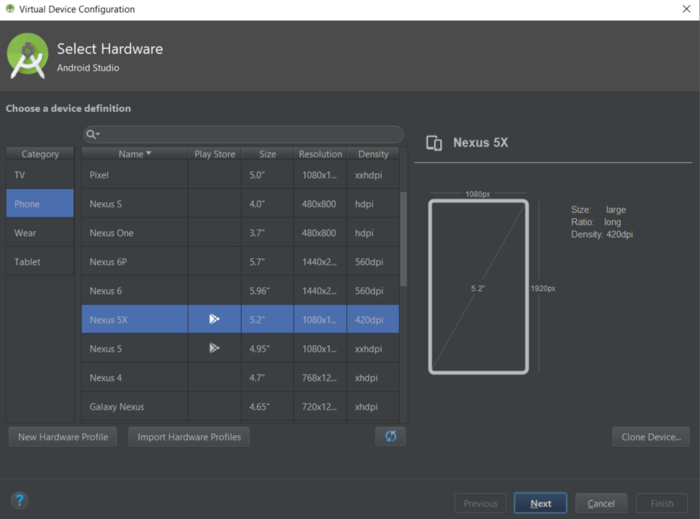 Virtual Device Configuration
Select Hardware
Android Studio
Choose a device definition
Category
TV
Phone
Wear
Tablet
Name Play Store Size Resolution Density
Pixel 5.0" 1080x1... xxhdpi
Nexus S 4.0" 480x800 hdpi
Nexus One 3.7" 480x800 hdpi
Nexus 6P 5.7" 1440x2... 560dpi
Nexus 6 5.96" 1440x2... 560dpi
Nexus 5X 5.2" 1080x1... 420dpi
Nexus 5 4.95" 1080x1... xxhdpi
Nexus 4 4.7" 768x12... xhdpi
Galaxy Nexus 4.65" 720x12... xhdpi
Nexus 5X
1080px
5.2"
1920px
Size: large
Ratio: long
Density: 420dpi
New Hardware Profile
Import Hardware Profiles
Clone Device...
?
Previous
Next
Cancel
Finish